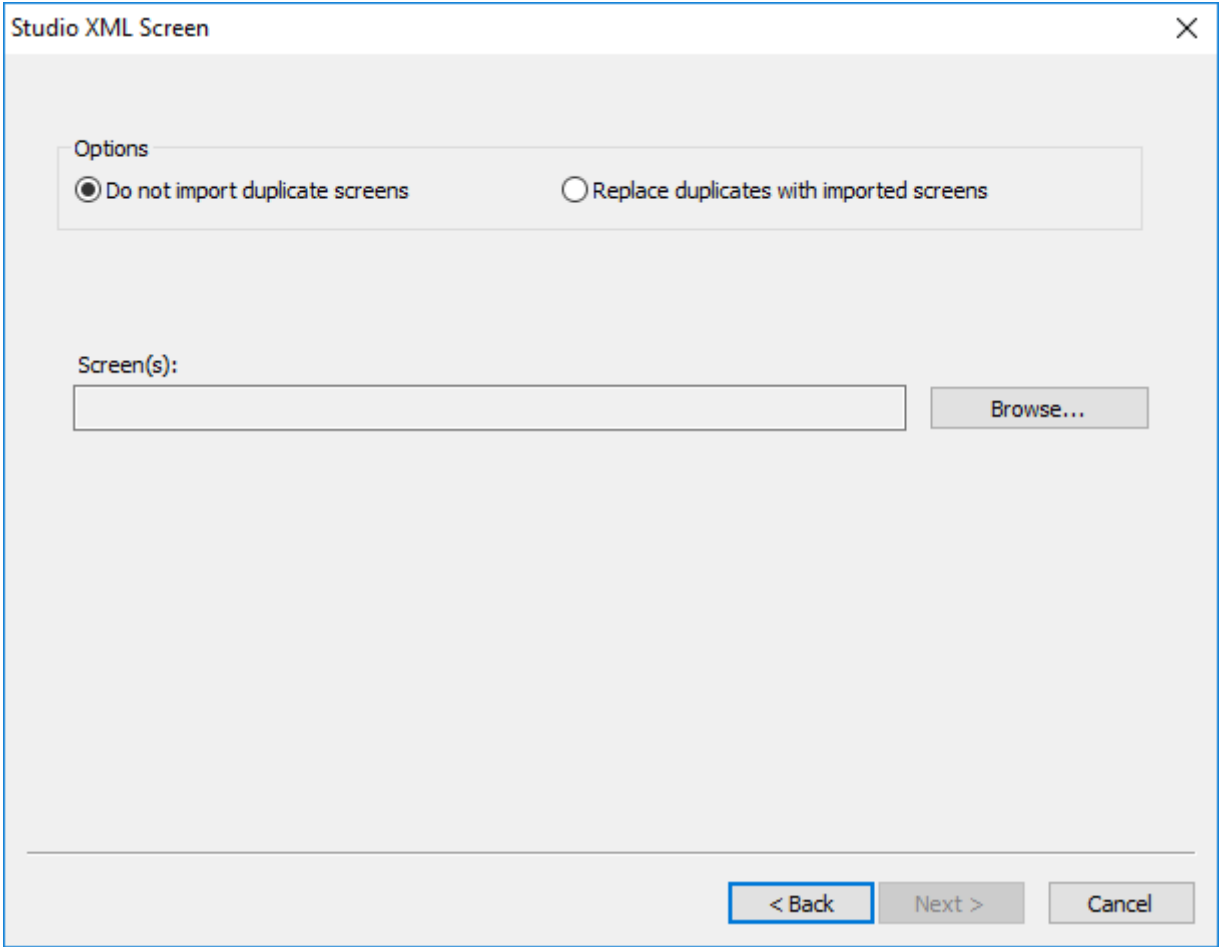 Studio XML Screen
Options
Do not import duplicate screens
Replace duplicates with imported screens
Screen(s):
Browse...
< Back
Next >
Cancel